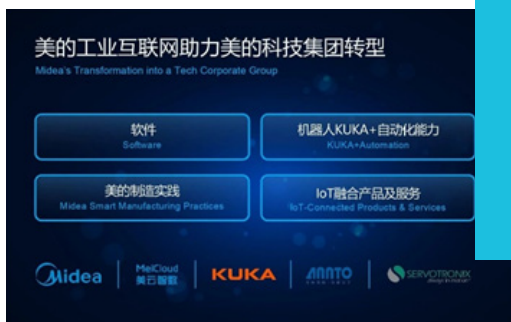 美的工业互联网助力美的科技集团转型
Midea's Transformation into a Tech Corporate Group
软件
Software
机器人KUKA+自动化能力
KUKA+Automation
美的制造实践
Midea Smart Manufacturing Practices
IoT融合产品及服务
IoT-Connected Products & Services
Midea
MeiCloud
美云智数
KUKA
ANNTO
SERVOTRONIX